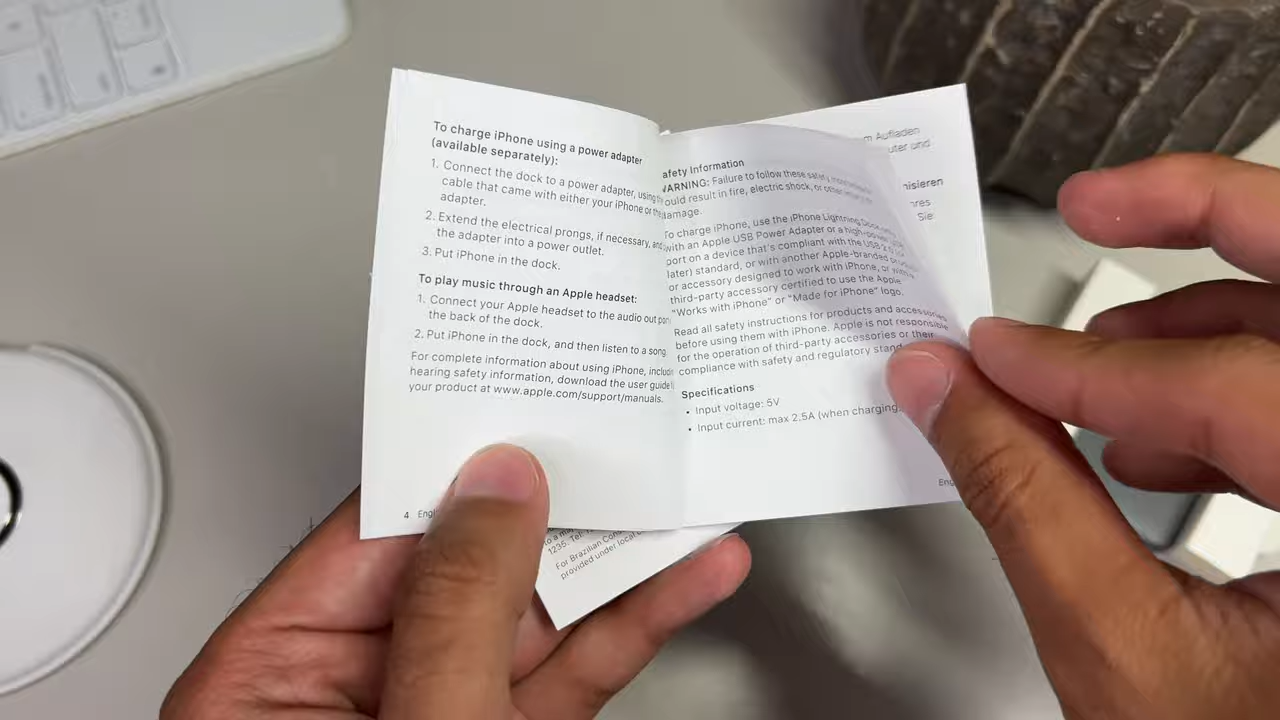 To charge iPhone using a power adapter
(available separately):
1. Connect the dock to a power adapter, using
cable that came with either your iPhone or the
adapter.
2. Extend the electrical prongs, if necessary, and
the adapter into a power outlet.
3. Put iPhone in the dock.
To play music through an Apple headset:
1. Connect your Apple headset to the audio out port
the back of the dock.
2. Put iPhone in the dock, and then listen to a song.
For complete information about using iPhone,
hearing safety information, download the user guide
your product at www.apple.com/support/manuals.
4
afety Information
WARNING: Failure to follow these safety
ould result in fire, electric shock, or other
damage.
To charge iPhone, use the iPhone Lightning
with an Apple USB Power Adapter or a high-power
port on a device that's compliant with the USB 2.0
later) standard, or with another Apple-branded
or accessory designed to work with iPhone, or
third-party accessory certified to use the Apple
"Works with iPhone" or "Made for iPhone" logo.
Read all safety instructions for products and accessories
before using them with iPhone. Apple is not responsible
for the operation of third-party accessories or their
compliance with safety and regulatory
Specifications
• Input voltage: 5V
• Input current: max 2.5A (when charging
Aufladen
und
Sie
1235. Tel
For Brazilian
provided under local